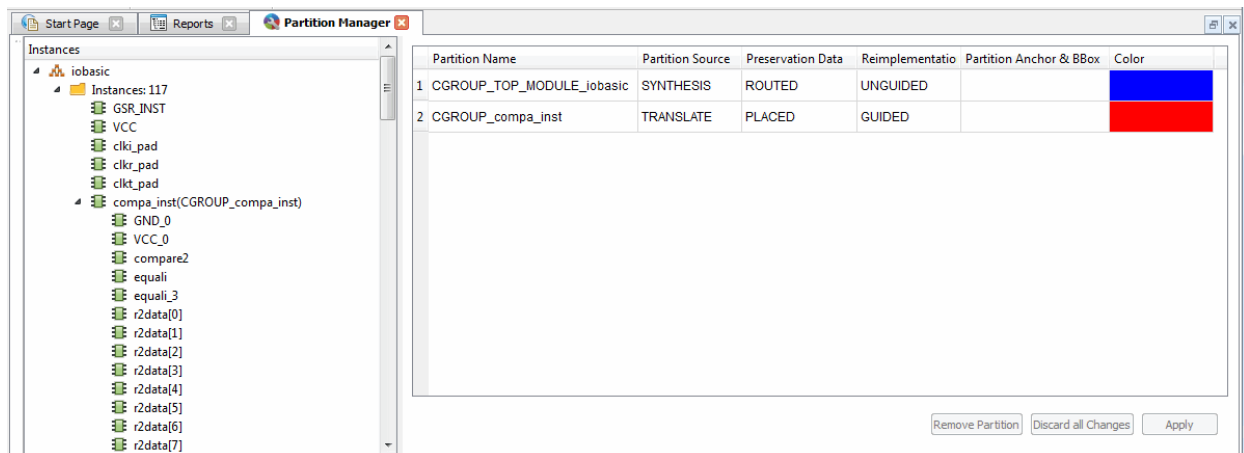 Start Page Reports Partition Manager
Instances
iobasic
Instances: 117
GSR_INST
VCC
clki_pad
clkr_pad
clkt_pad
compa_inst(CGROUP_compa_inst)
GND_0
VCC_0
compare2
equali
equali_3
r2data[0]
r2data[1]
r2data[2]
r2data[3]
r2data[4]
r2data[5]
r2data[6]
r2data[7]
Partition Name Partition Source Preservation Data Reimplementatio Partition Anchor & BBox Color
1 CGROUP_TOP_MODULE_iobasic SYNTHESIS ROUTED UNGUIDED
2 CGROUP_compa_inst TRANSLATE PLACED GUIDED
Remove Partition Discard all Changes Apply